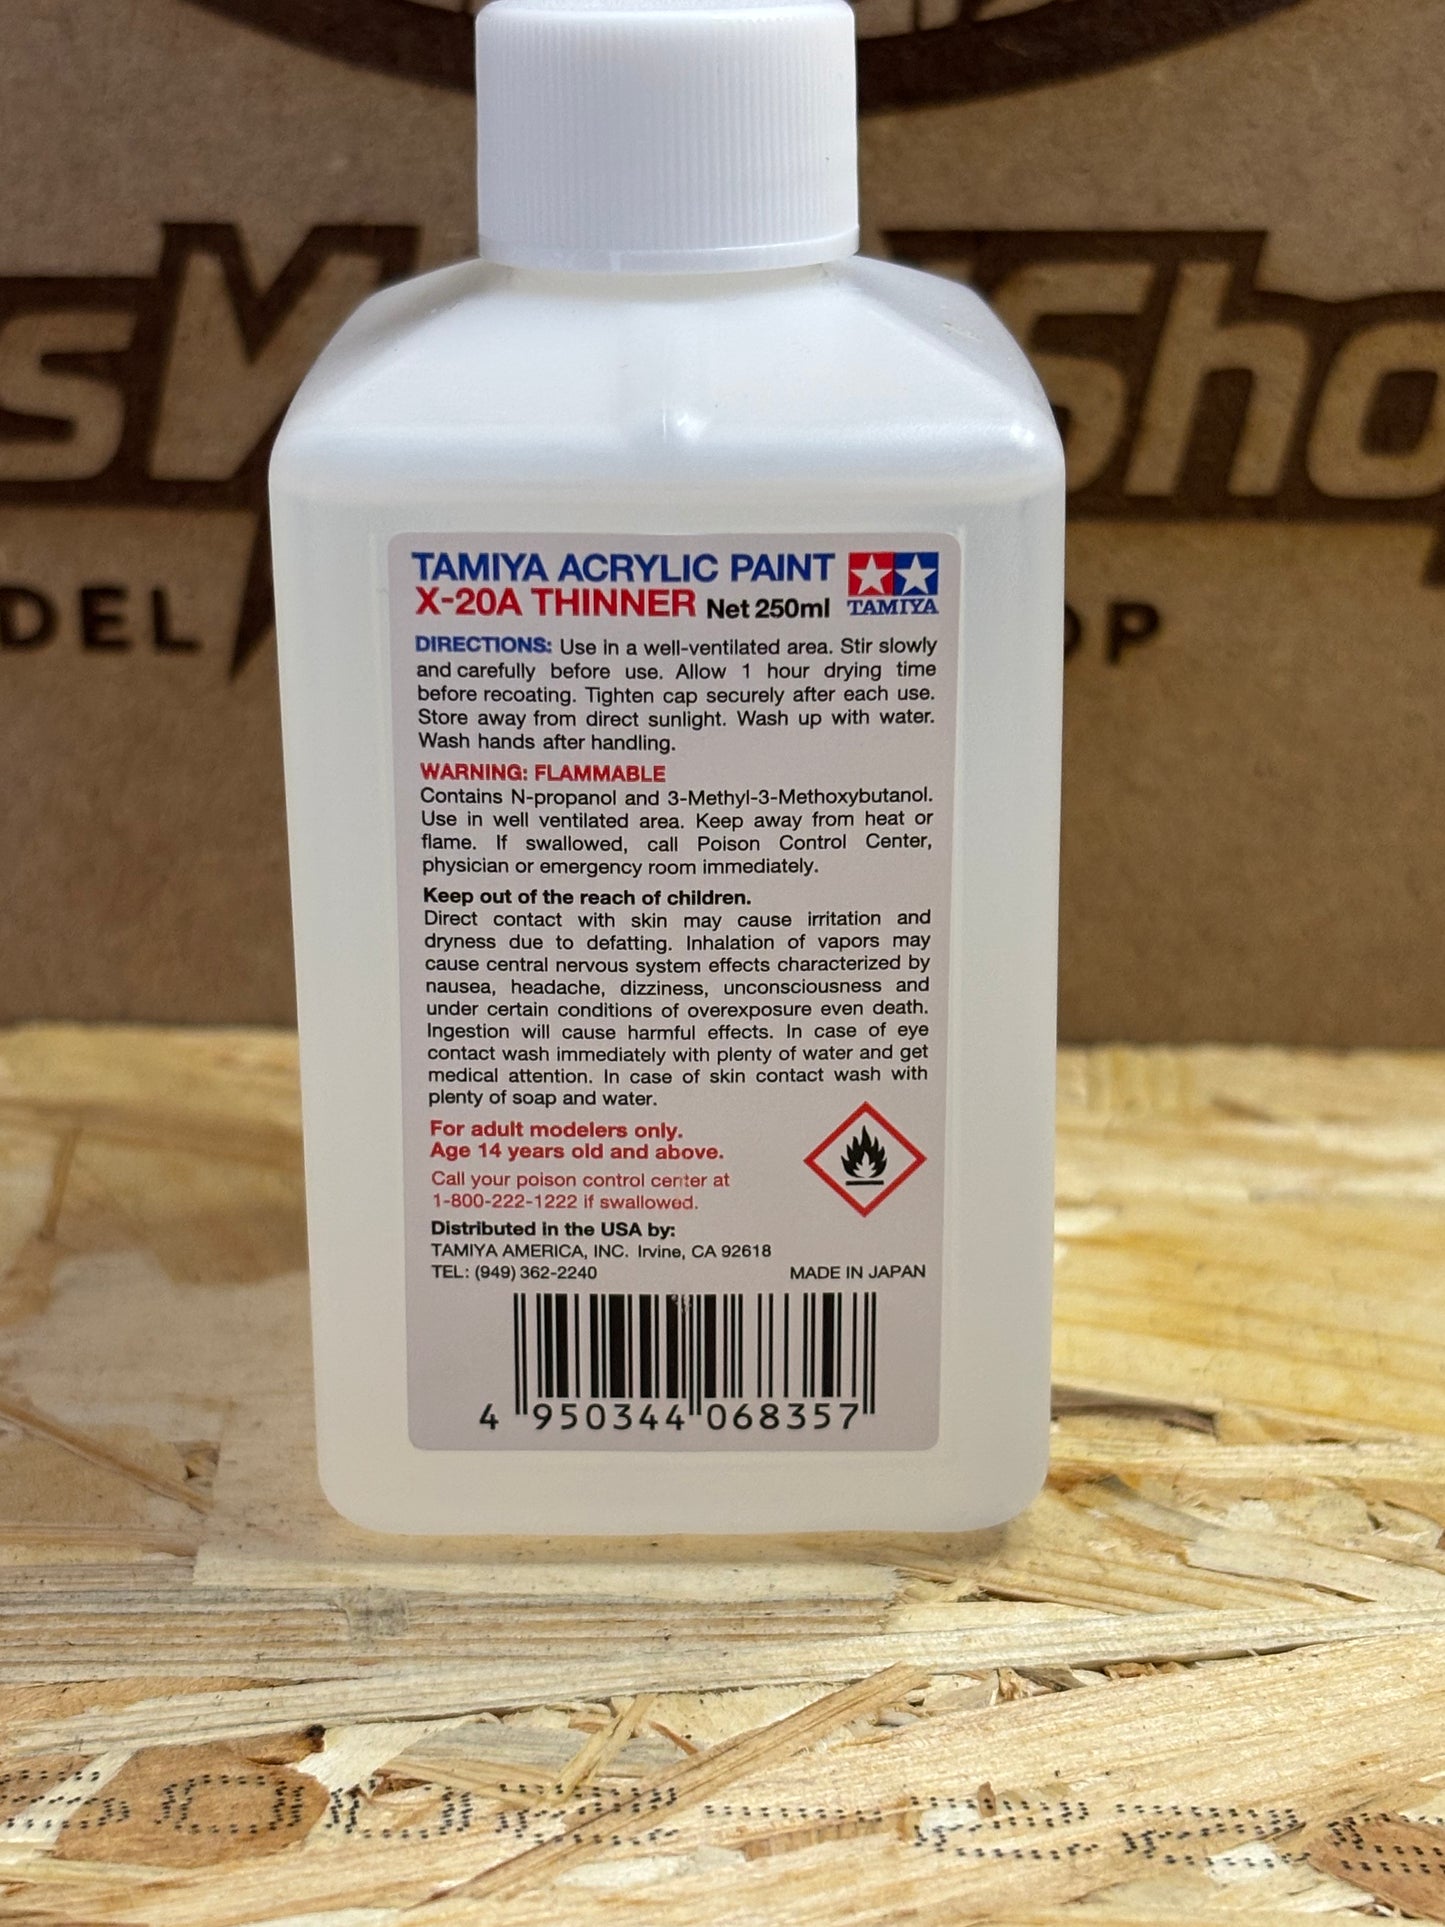 Shop
DEL
OP
TAMIYA ACRYLIC PAINT
X-20A THINNER Net 250ml
TAMIYA
DIRECTIONS: Use in a well-ventilated area. Stir slowly
and carefully before use. Allow 1 hour drying time
before recoating. Tighten cap securely after each use.
Store away from direct sunlight. Wash up with water.
Wash hands after handling.
WARNING: FLAMMABLE
Contains N-propanol and 3-Methyl-3-Methoxybutanol.
Use in well ventilated area. Keep away from heat or
flame. If swallowed, call Poison Control Center,
physician or emergency room immediately.
Keep out of the reach of children.
Direct contact with skin may cause irritation and
dryness due to defatting. Inhalation of vapors may
cause central nervous system effects characterized by
nausea, headache, dizziness, unconsciousness and
under certain conditions of overexposure even death.
Ingestion will cause harmful effects. In case of eye
contact wash immediately with plenty of water and get
medical attention. In case of skin contact wash with
plenty of soap and water.
For adult modelers only.
Age 14 years old and above.
Call your poison control center at
1-800-222-1222 if swallowed.
Distributed in the USA by:
TAMIYA AMERICA, INC. Irvine, CA 92618
TEL: (949) 362-2240
MADE IN JAPAN
4 950344 068357